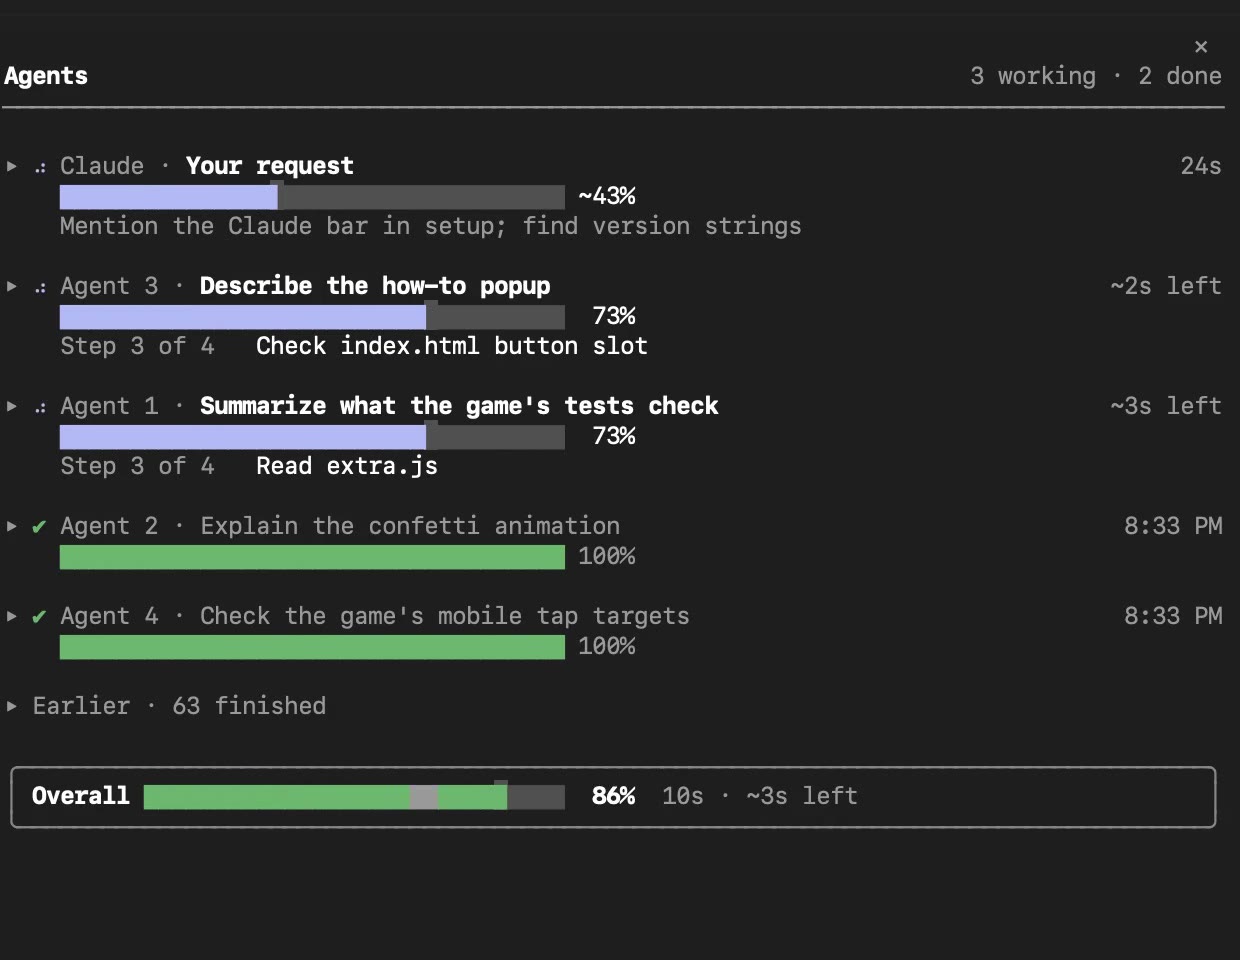 ×
Agents 3 working · 2 done
▶ Claude · Your request 24s
~43%
Mention the Claude bar in setup; find version strings
▶ Agent 3 · Describe the how-to popup ~2s left
73%
Step 3 of 4 Check index.html button slot
▶ Agent 1 · Summarize what the game's tests check ~3s left
73%
Step 3 of 4 Read extra.js
▶ ✔ Agent 2 · Explain the confetti animation 8:33 PM
100%
▶ ✔ Agent 4 · Check the game's mobile tap targets 8:33 PM
100%
▶ Earlier · 63 finished
Overall 86% 10s · ~3s left